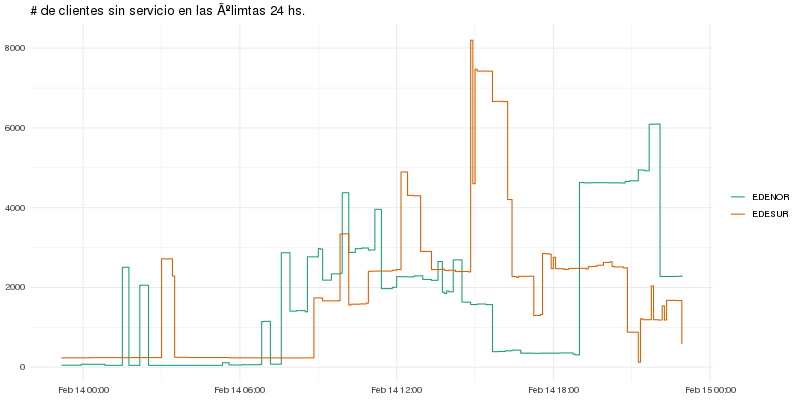 # de clientes sin servicio en las Ãºlimtas 24 hs.
8000
6000
4000
2000
0
Feb 14 00:00
Feb 14 06:00
Feb 14 12:00
Feb 14 18:00
Feb 15 00:00
EDENOR
EDESUR